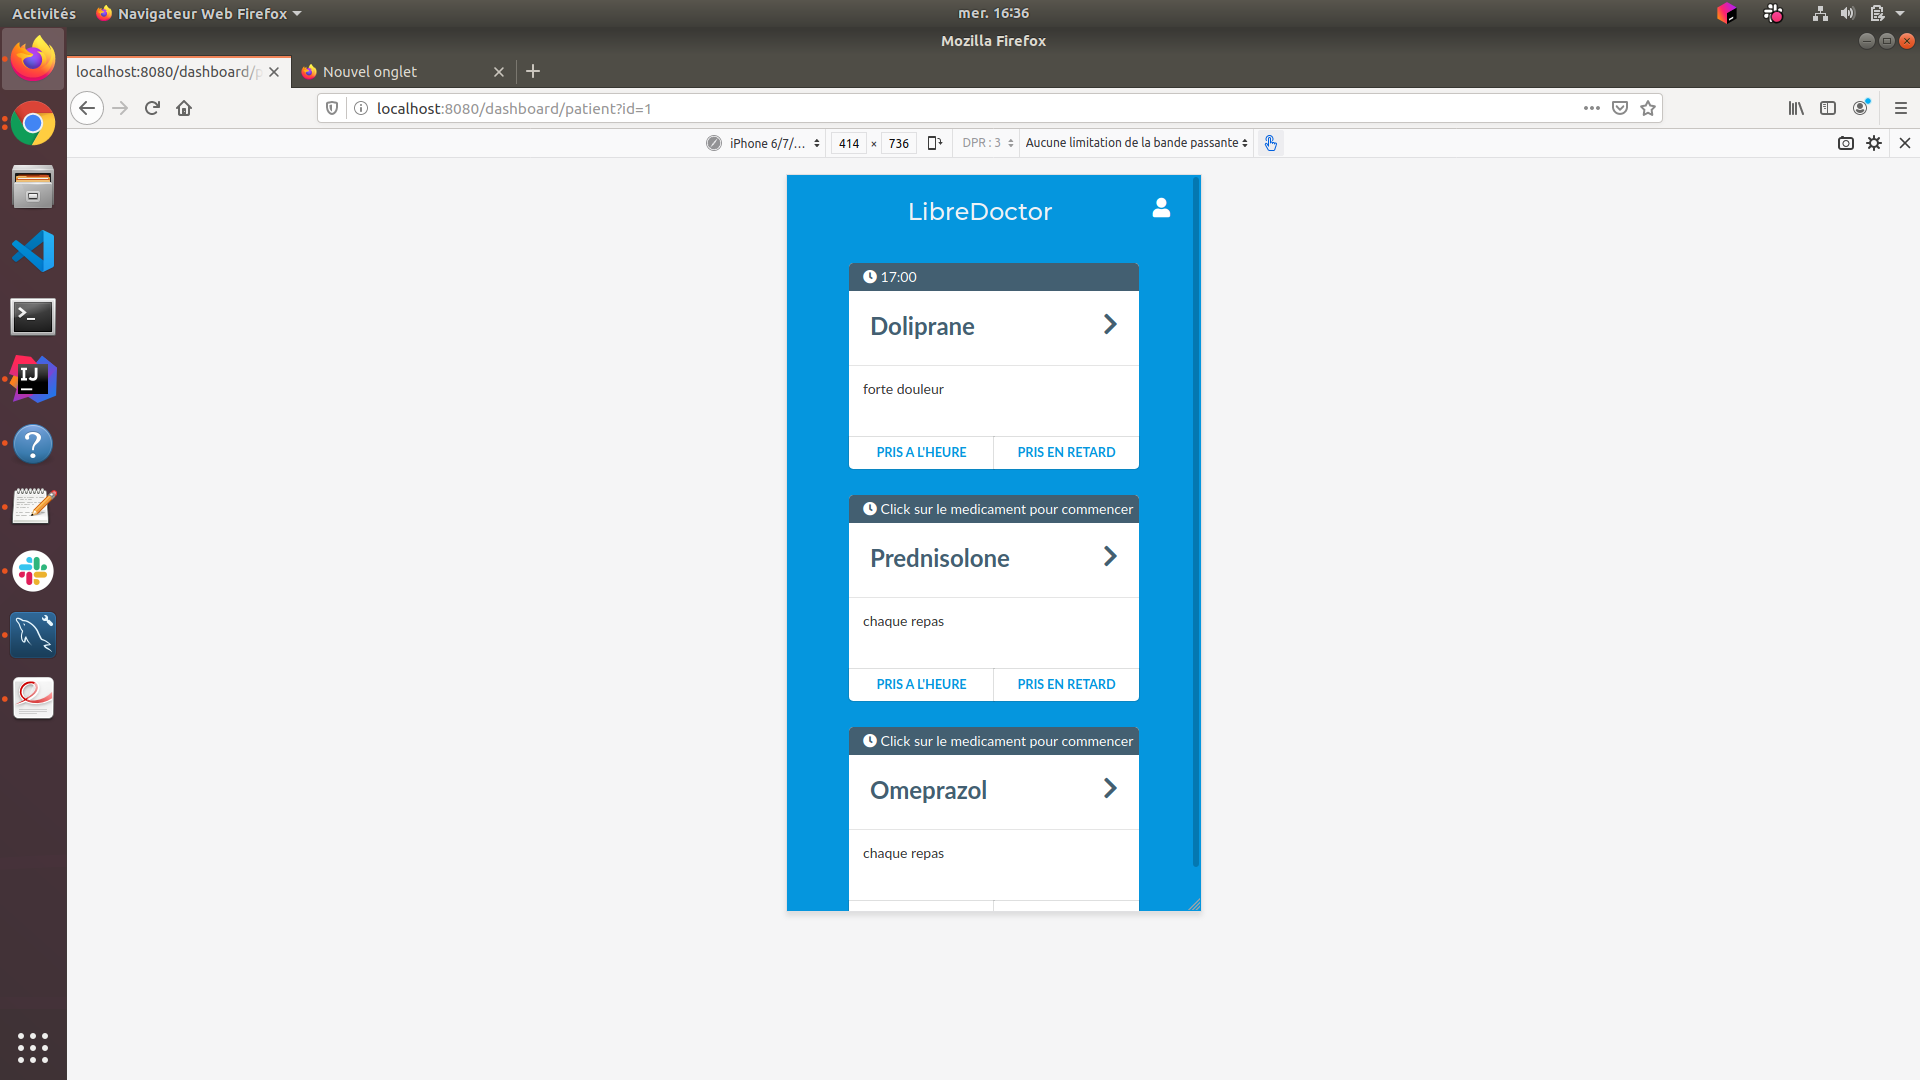 Activités
Navigateur Web Firefox
mer. 16:36
Mozilla Firefox
localhost:8080/dashboard/p
Nouvel onglet
localhost:8080/dashboard/patient?id=1
iPhone 6/7/...
414 × 736
DPR : 3
Aucune limitation de la bande passante
LibreDoctor
17:00
Doliprane
forte douleur
PRIS A L'HEURE
PRIS EN RETARD
Click sur le medicament pour commencer
Prednisolone
chaque repas
PRIS A L'HEURE
PRIS EN RETARD
Click sur le medicament pour commencer
Omeprazol
chaque repas
IJ